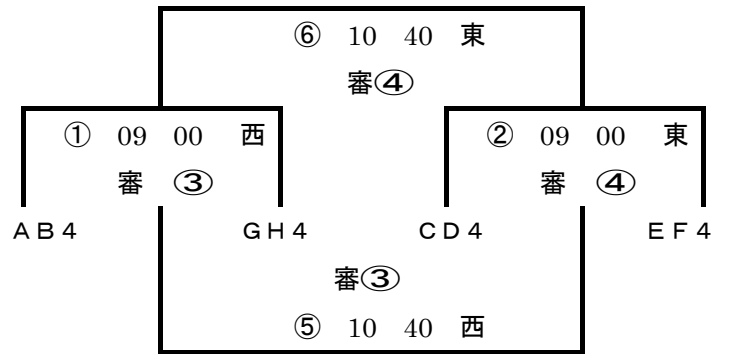 ⑥ 10 40 東
審④
① 09 00 西 ② 09 00 東
審 ③ 審 ④
ＡＢ４ ＧＨ４ ＣＤ４ ＥＦ４
審③
⑤ 10 40 西